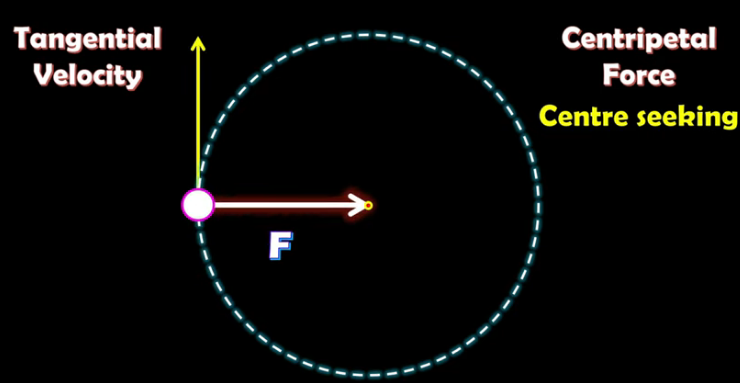 Tangential
Velocity
Centripetal
Force
Centre seeking
F